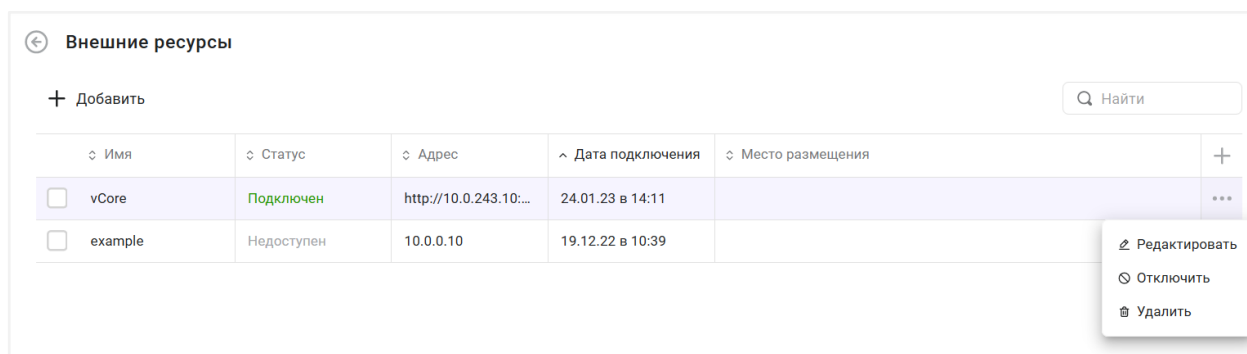 Внешние ресурсы
Добавить
Найти
Имя Статус Адрес Дата подключения Место размещения
vCore Подключен http://10.0.243.10:... 24.01.23 в 14:11
example Недоступен 10.0.0.10 19.12.22 в 10:39
Редактировать
Отключить
Удалить